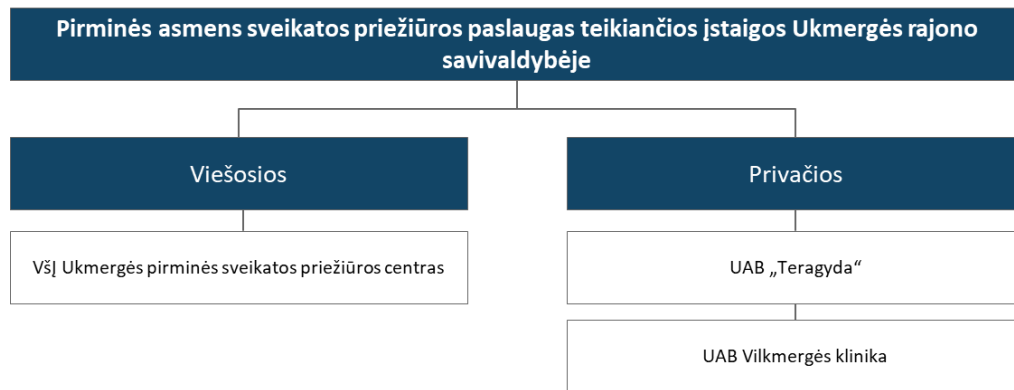 Pirminės asmens sveikatos priežiūros paslaugas teikiančios įstaigos Ukmergės rajono
savivaldybėje
Viešosios
Privačios
VšĮ Ukmergės pirminės sveikatos priežiūros centras
UAB „Teragyda“
UAB Vilkmergės klinika